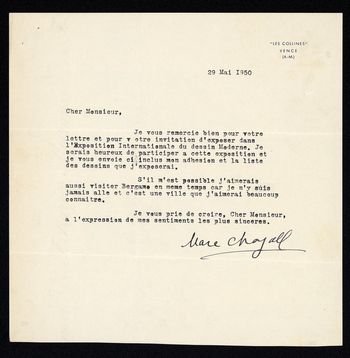 "LES COLLINES"
VENCE
(A-M.)
29 Mai 1950
Cher Monsieur,
Je vous remercie bien pour votre
lettre et pour votre invitation d'exposer dans
l'Exposition Internationale du dessin Moderne. Je
serais heureux de participer a cette exposition et
je vous envoie ci inclus mon adhesion et la liste
des dessins que j'exposerai.
S'il m'est possible j'aimerais
aussi visiter Bergamo en meme temps car je n'y suis
jamais alle et c'est une ville que j'aimerai beaucoup
connaitre.
Je vous prie de croire, Cher Monsieur,
a l'expression de mes sentiments les plus sinceres.
Marc Chagall